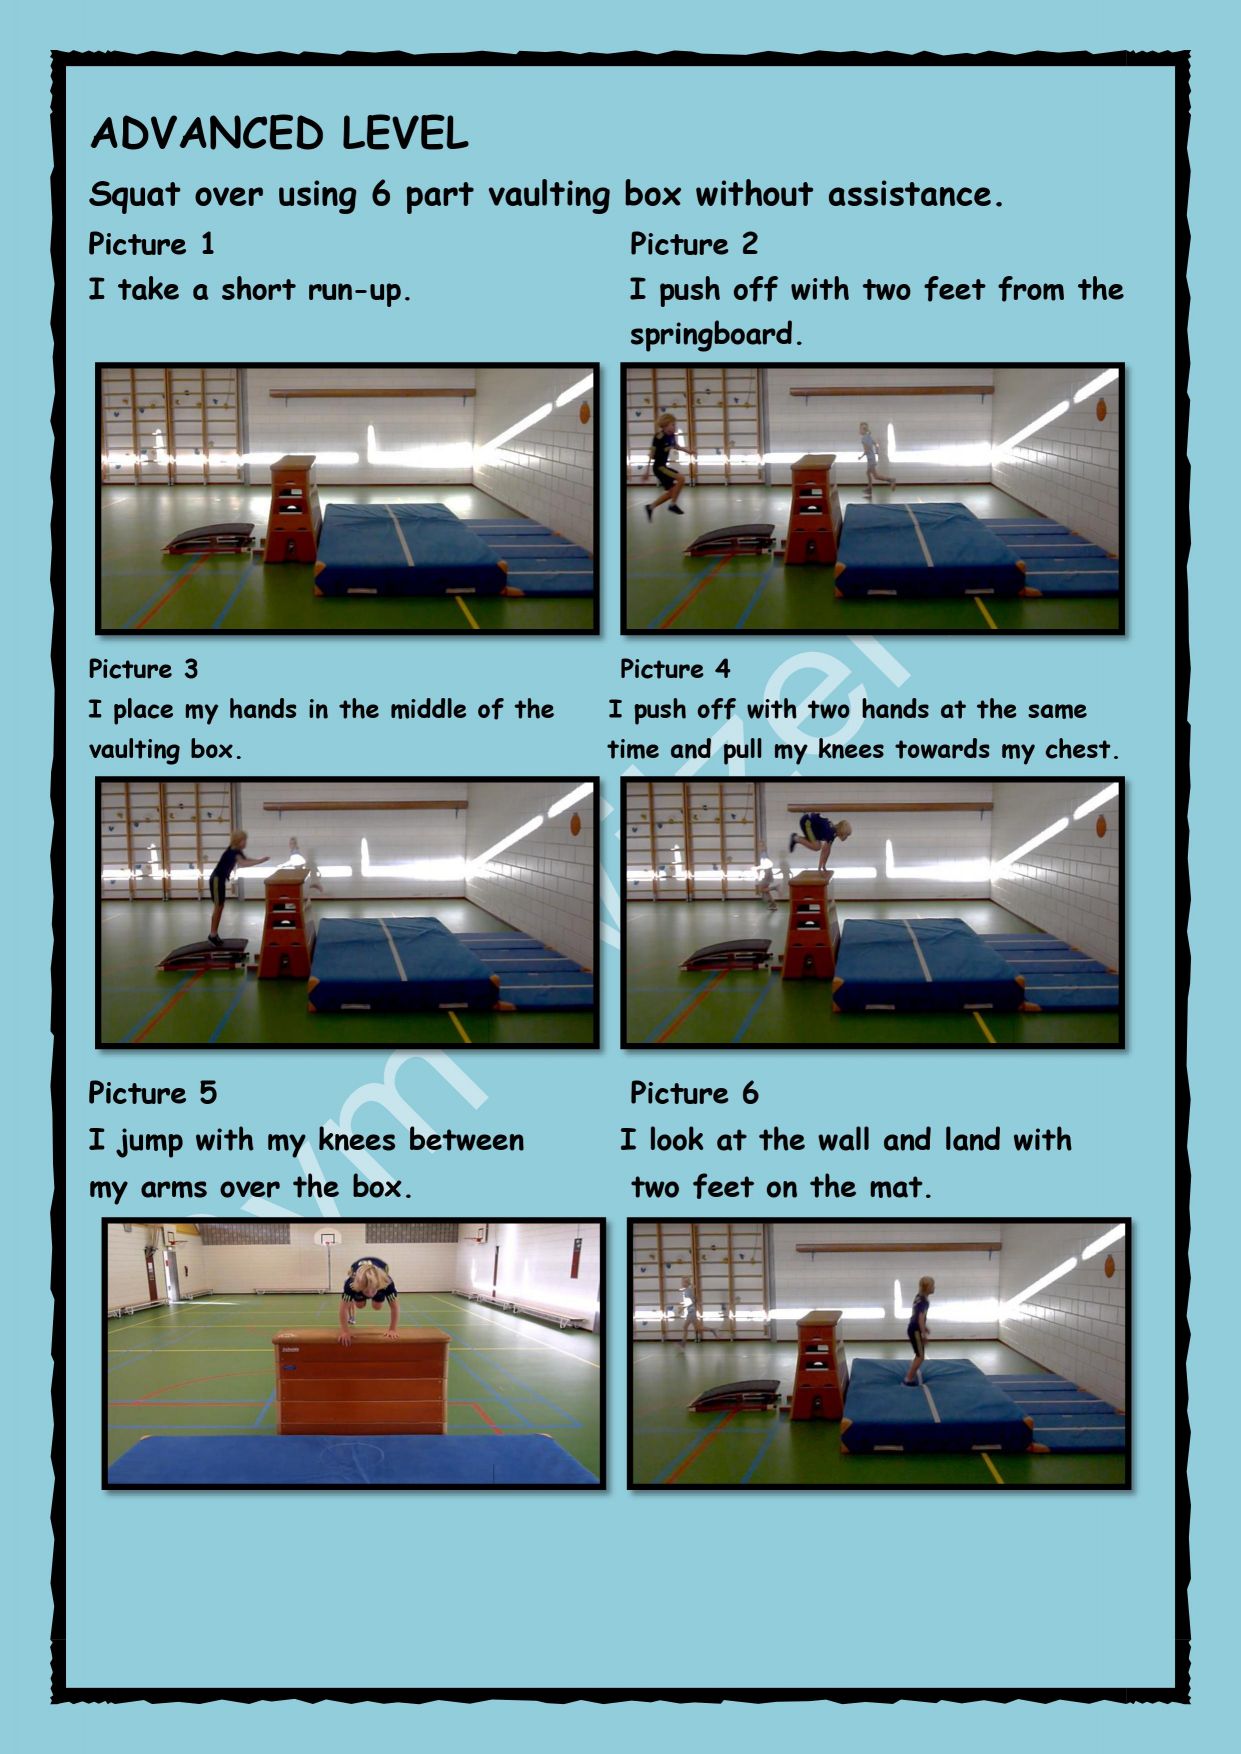 ADVANCED LEVEL
Squat over using 6 part vaulting box without assistance.
Picture 1
I take a short run-up.
Picture 2
I push off with two feet from the
springboard.
Picture 3
I place my hands in the middle of the
vaulting box.
Picture 4
I push off with two hands at the same
time and pull my knees towards my chest.
Picture 5
I jump with my knees between
my arms over the box.
Picture 6
I look at the wall and land with
two feet on the mat.